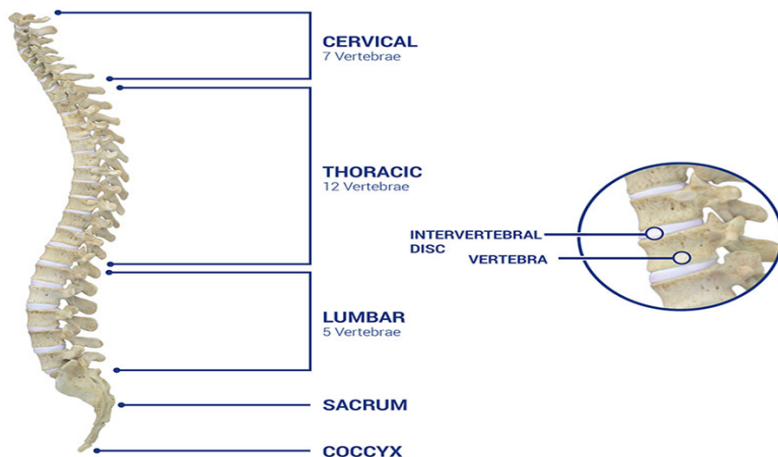 CERVICAL
7 Vertebrae
THORACIC
12 Vertebrae
INTERVERTEBRAL
DISC
VERTEBRA
LUMBAR
5 Vertebrae
SACRUM
COCCYX